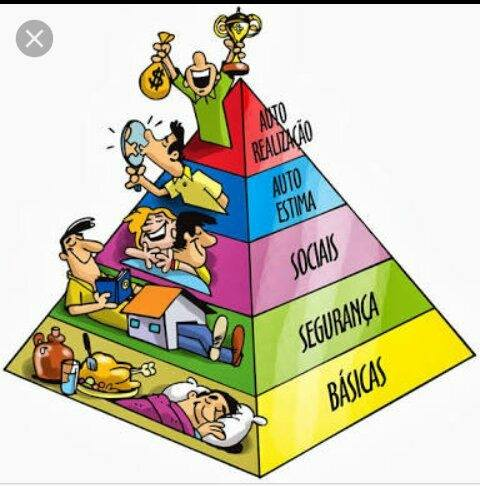 $
AUTO
REALIZAÇÃO
AUTO
ESTIMA
SOCIAIS
SEGURANÇA
BÁSICAS